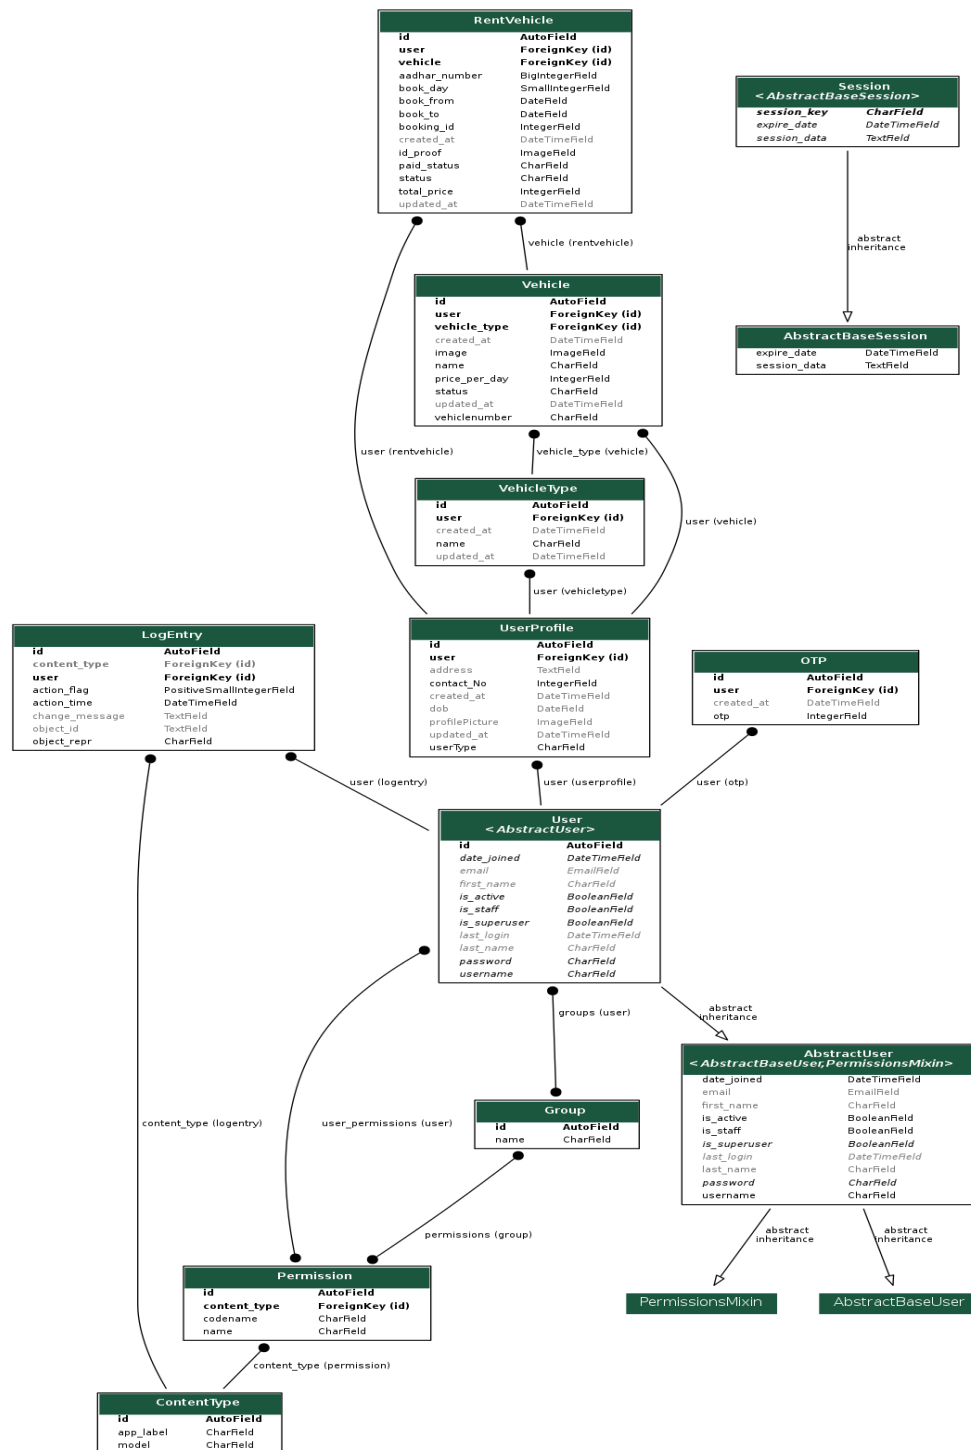 RentVehicle
id AutoField
user ForeignKey (id)
vehicle ForeignKey (id)
aadhar_number BigIntegerField
book_day SmallIntegerField
book_from DateField
book_to DateField
booking_id IntegerField
created_at DateTimeField
id_proof ImageField
paid_status CharField
status CharField
total_price IntegerField
updated_at DateTimeField
Session
<AbstractBaseSession>
session_key CharField
expire_date DateTimeField
session_data TextField
vehicle (rentvehicle)
abstract
inheritance
Vehicle
id AutoField
user ForeignKey (id)
vehicle_type ForeignKey (id)
created_at DateTimeField
image ImageField
name CharField
price_per_day IntegerField
status CharField
updated_at DateTimeField
vehiclenumber CharField
AbstractBaseSession
expire_date DateTimeField
session_data TextField
user (rentvehicle)
vehicle_type (vehicle)
user (vehicle)
VehicleType
id AutoField
user ForeignKey (id)
created_at DateTimeField
name CharField
updated_at DateTimeField
user (vehicletype)
LogEntry
id AutoField
content_type ForeignKey (id)
user ForeignKey (id)
action_flag PositiveSmallIntegerField
action_time DateTimeField
change_message TextField
object_id TextField
object_repr CharField
UserProfile
id AutoField
user ForeignKey (id)
address TextField
contact_No IntegerField
created_at DateTimeField
dob DateField
profilePicture ImageField
updated_at DateTimeField
userType CharField
OTP
id AutoField
user ForeignKey (id)
created_at DateTimeField
otp IntegerField
user (logentry)
user (userprofile)
user (otp)
User
<AbstractUser>
id AutoField
date_joined DateTimeField
email EmailField
first_name CharField
is_active BooleanField
is_staff BooleanField
is_superuser BooleanField
last_login DateTimeField
last_name CharField
password CharField
username CharField
groups (user)
abstract
inheritance
AbstractUser
<AbstractBaseUser,PermissionsMixin>
date_joined DateTimeField
email EmailField
first_name CharField
is_active BooleanField
is_staff BooleanField
is_superuser BooleanField
last_login DateTimeField
last_name CharField
password CharField
username CharField
content_type (logentry)
user_permissions (user)
Group
id AutoField
name CharField
permissions (group)
abstract
inheritance
abstract
inheritance
Permission
id AutoField
content_type ForeignKey (id)
codename CharField
name CharField
PermissionsMixin
AbstractBaseUser
content_type (permission)
ContentType
id AutoField
app_label CharField
model CharField